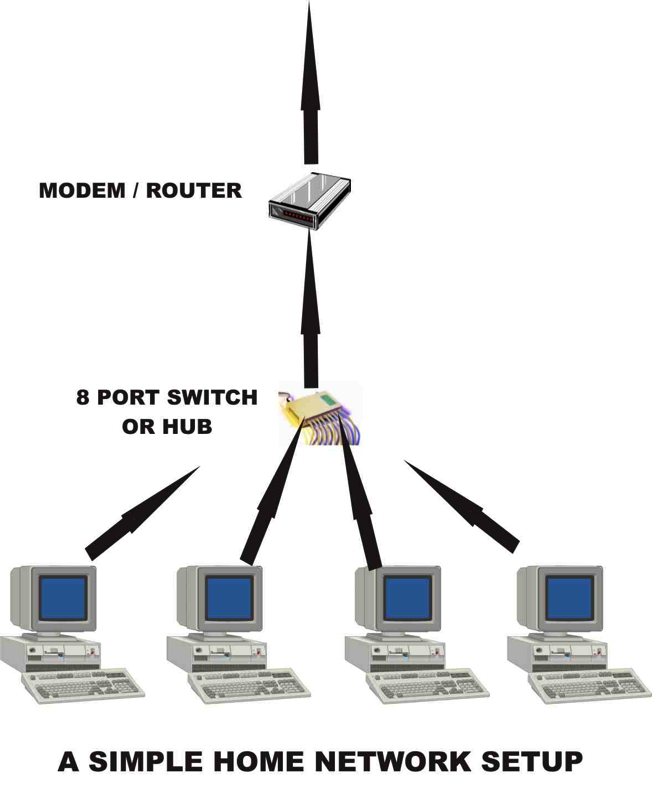 MODEM / ROUTER
8 PORT SWITCH
OR HUB
A SIMPLE HOME NETWORK SETUP